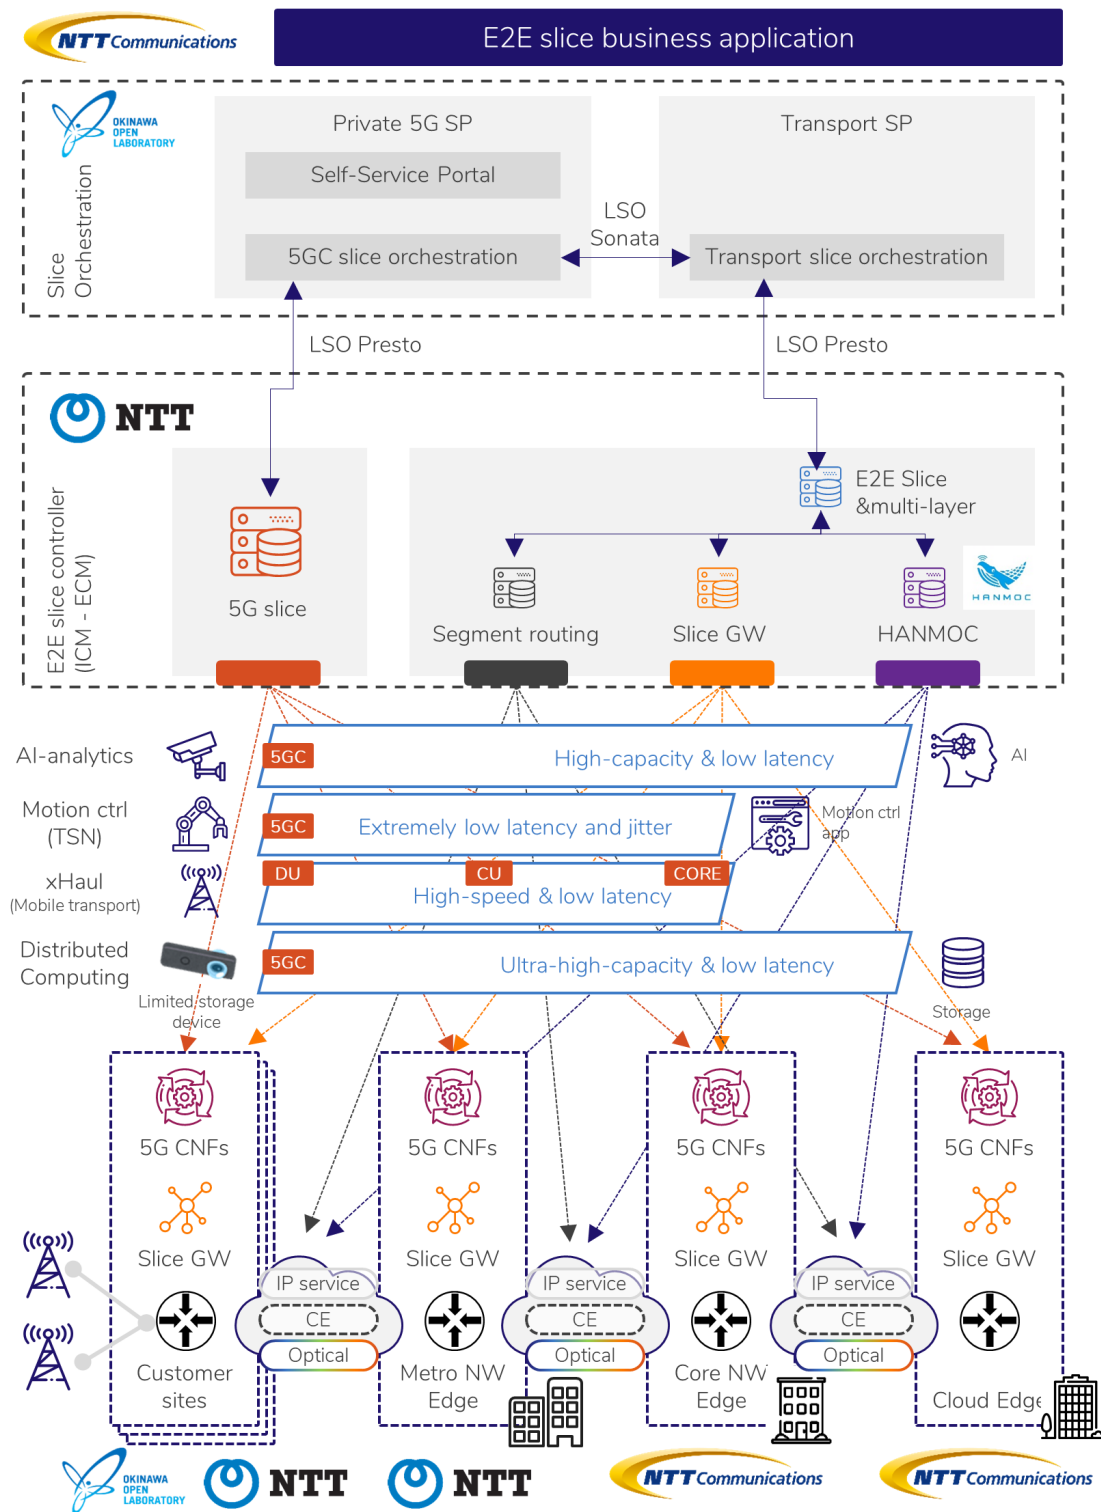 NTT Communications
E2E slice business application
OKINAWA
OPEN
LABORATORY
Slice
Orchestration
Private 5G SP
Self-Service Portal
5GC slice orchestration
LSO
Sonata
Transport SP
Transport slice orchestration
LSO Presto
LSO Presto
NTT
E2E slice controller
(ICM - ECM)
5G slice
E2E Slice
&multi-layer
Segment routing
Slice GW
HANMOC
HANMOC
AI-analytics
5GC
High-capacity & low latency
AI
Motion ctrl
(TSN)
5GC
Extremely low latency and jitter
Motion ctrl
app
xHaul
(Mobile transport)
DU
CU
CORE
High-speed & low latency
Distributed
Computing
Limited storage
device
5GC
Ultra-high-capacity & low latency
Storage
5G CNFs
5G CNFs
5G CNFs
5G CNFs
Slice GW
Slice GW
Slice GW
Slice GW
IP service
CE
Optical
IP service
CE
Optical
IP service
CE
Optical
Customer
sites
Metro NW
Edge
Core NW
Edge
Cloud Edge
OKINAWA
OPEN
LABORATORY
NTT
NTT
NTT Communications
NTT Communications